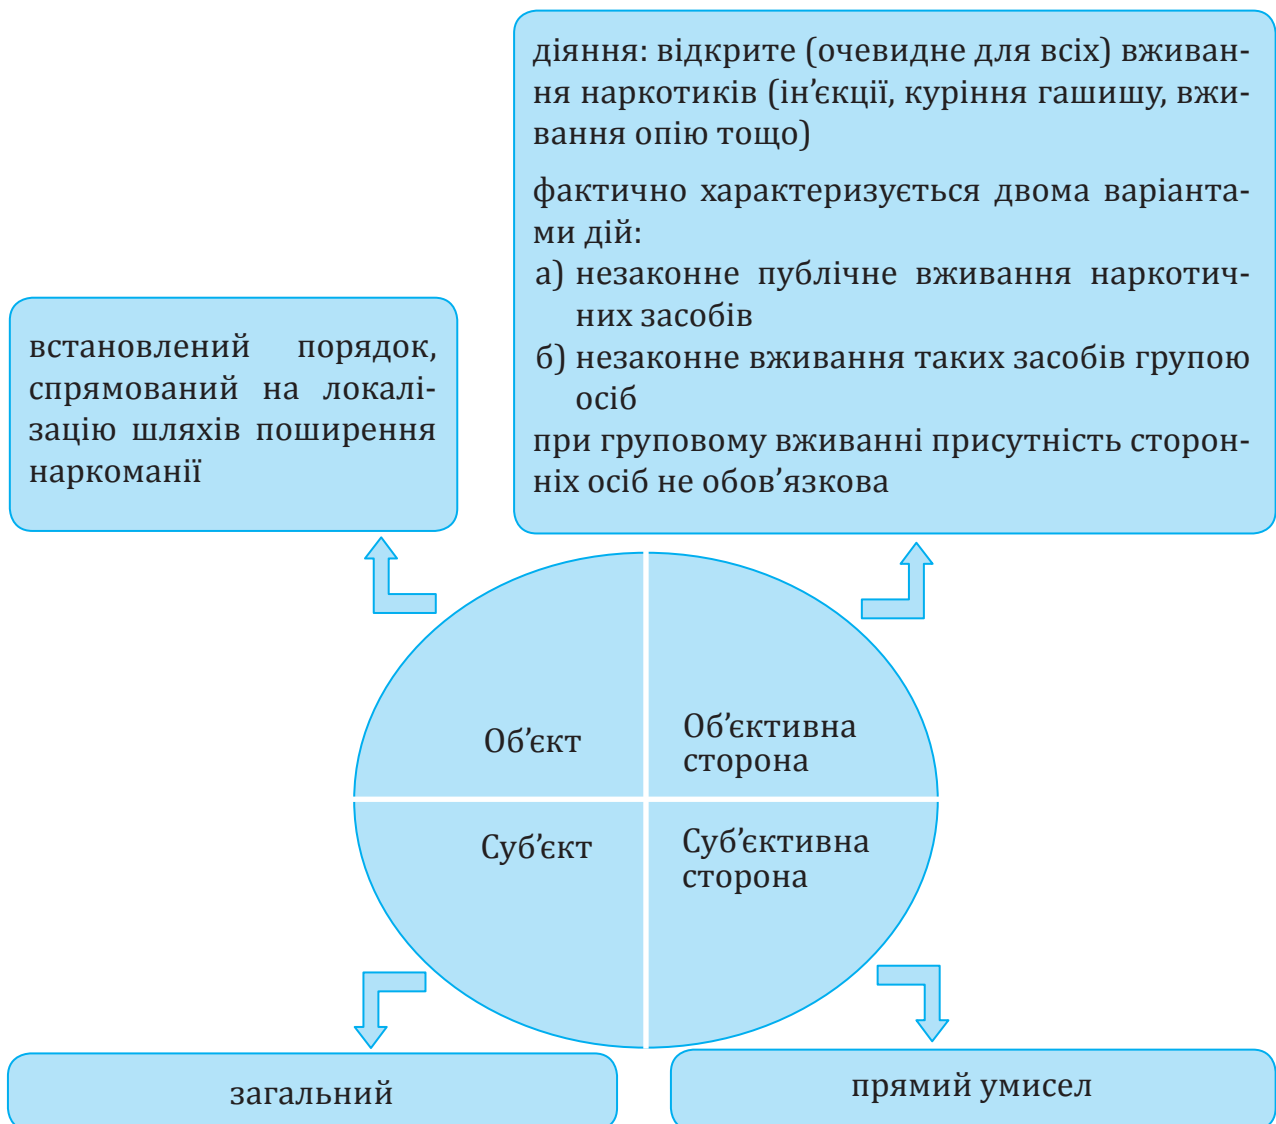 діяння: відкрите (очевидне для всіх) вживан-
ня наркотиків (ін’єкції, куріння гашишу, вжи-
вання опію тощо)
фактично характеризується двома варіанта-
ми дій:
а) незаконне публічне вживання наркотич-
них засобів
б) незаконне вживання таких засобів групою
осіб
при груповому вживанні присутність сторон-
ніх осіб не обов’язкова
встановлений порядок,
спрямований на локалі-
зацію шляхів поширення
наркоманії
Об’єкт
Об’єктивна
сторона
Суб’єкт
Суб’єктивна
сторона
загальний
прямий умисел